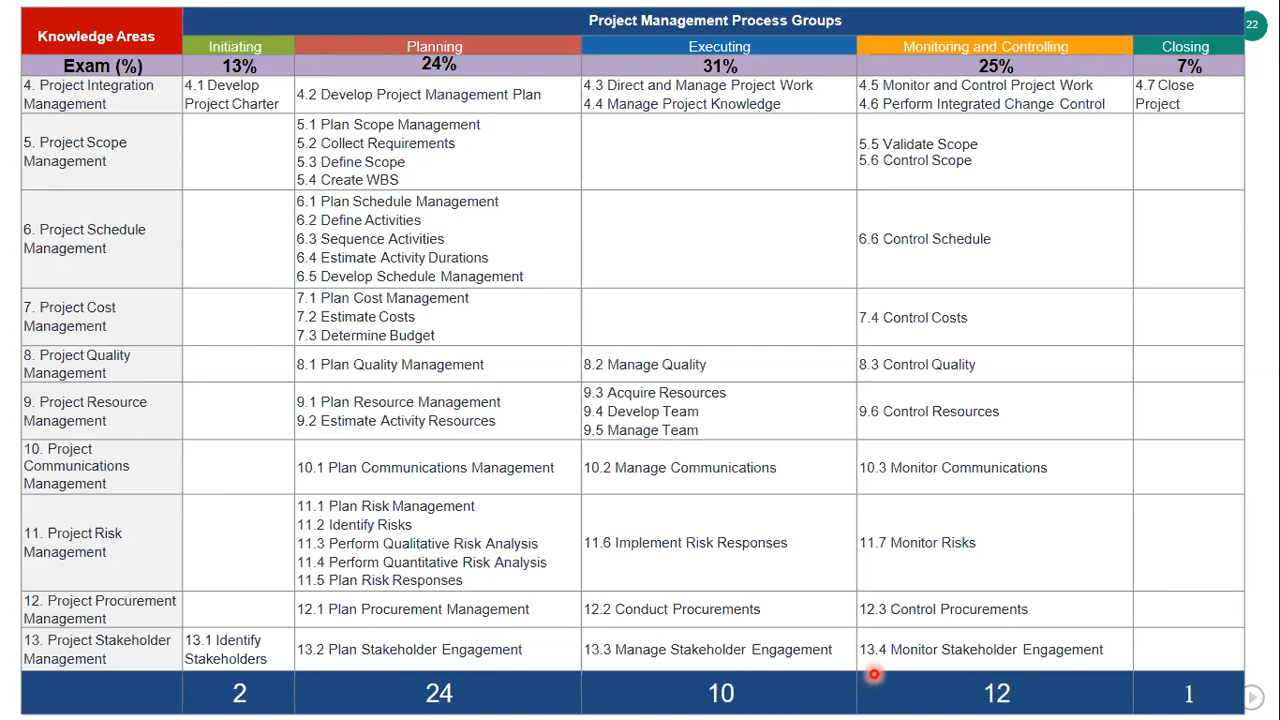 Knowledge Areas
Project Management Process Groups
22
Initiating
Planning
Executing
Monitoring and Controlling
Closing
Exam (%)
13%
24%
31%
25%
7%
4. Project Integration
Management
4.1 Develop
Project Charter
4.2 Develop Project Management Plan
4.3 Direct and Manage Project Work
4.4 Manage Project Knowledge
4.5 Monitor and Control Project Work
4.6 Perform Integrated Change Control
4.7 Close
Project
5. Project Scope
Management
5.1 Plan Scope Management
5.2 Collect Requirements
5.3 Define Scope
5.4 Create WBS
5.5 Validate Scope
5.6 Control Scope
6. Project Schedule
Management
6.1 Plan Schedule Management
6.2 Define Activities
6.3 Sequence Activities
6.4 Estimate Activity Durations
6.5 Develop Schedule Management
6.6 Control Schedule
7. Project Cost
Management
7.1 Plan Cost Management
7.2 Estimate Costs
7.3 Determine Budget
7.4 Control Costs
8. Project Quality
Management
8.1 Plan Quality Management
8.2 Manage Quality
8.3 Control Quality
9. Project Resource
Management
9.1 Plan Resource Management
9.2 Estimate Activity Resources
9.3 Acquire Resources
9.4 Develop Team
9.5 Manage Team
9.6 Control Resources
10. Project
Communications
Management
10.1 Plan Communications Management
10.2 Manage Communications
10.3 Monitor Communications
11. Project Risk
Management
11.1 Plan Risk Management
11.2 Identify Risks
11.3 Perform Qualitative Risk Analysis
11.4 Perform Quantitative Risk Analysis
11.5 Plan Risk Responses
11.6 Implement Risk Responses
11.7 Monitor Risks
12. Project Procurement
Management
12.1 Plan Procurement Management
12.2 Conduct Procurements
12.3 Control Procurements
13. Project Stakeholder
Management
13.1 Identify
Stakeholders
13.2 Plan Stakeholder Engagement
13.3 Manage Stakeholder Engagement
13.4 Monitor Stakeholder Engagement
2
24
10
12
1